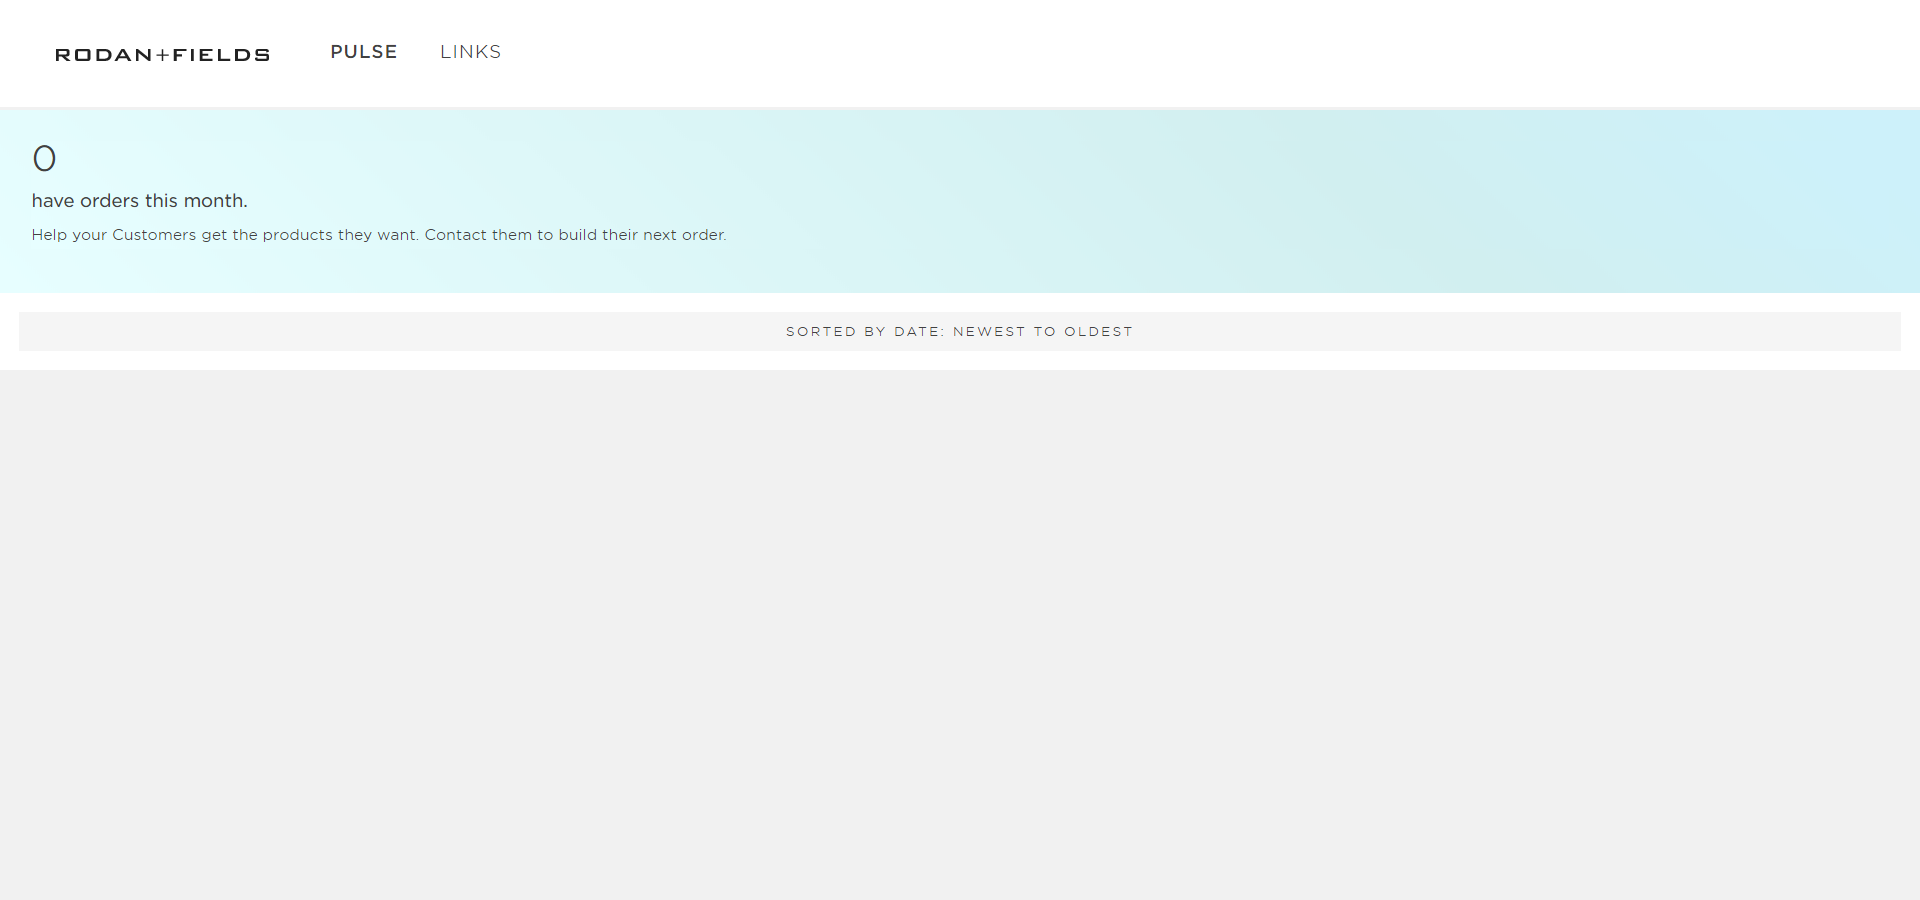 RODAN+FIELDS PULSE LINKS
0
have orders this month.
Help your Customers get the products they want. Contact them to build their next order.
SORTED BY DATE: NEWEST TO OLDEST